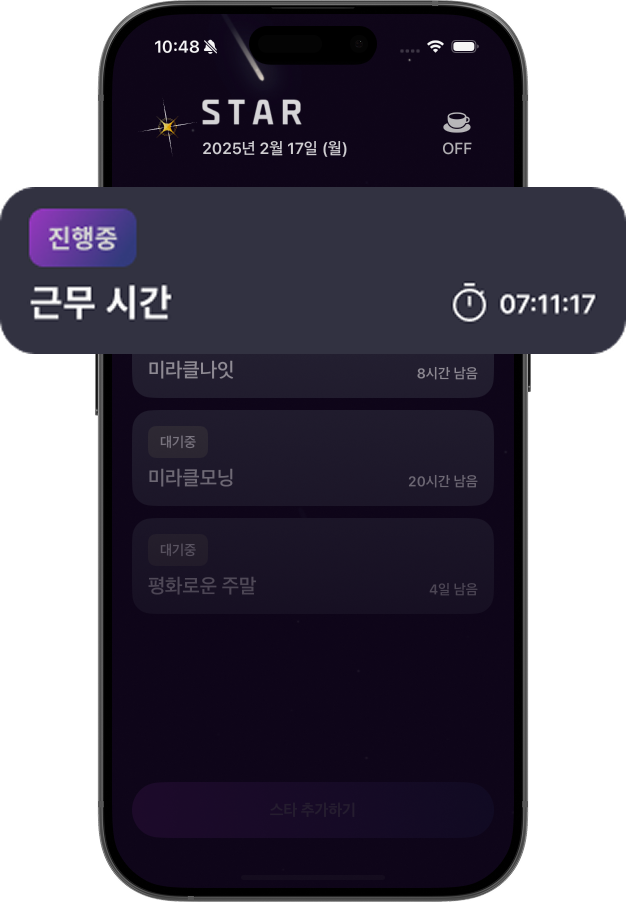 10:48
STAR
2025년 2월 17일 (월)
OFF
진행중
근무 시간
07:11:17
미라클나잇
8시간 남음
대기중
미라클모닝
20시간 남음
대기중
평화로운 주말
4일 남음
스타 추가하기